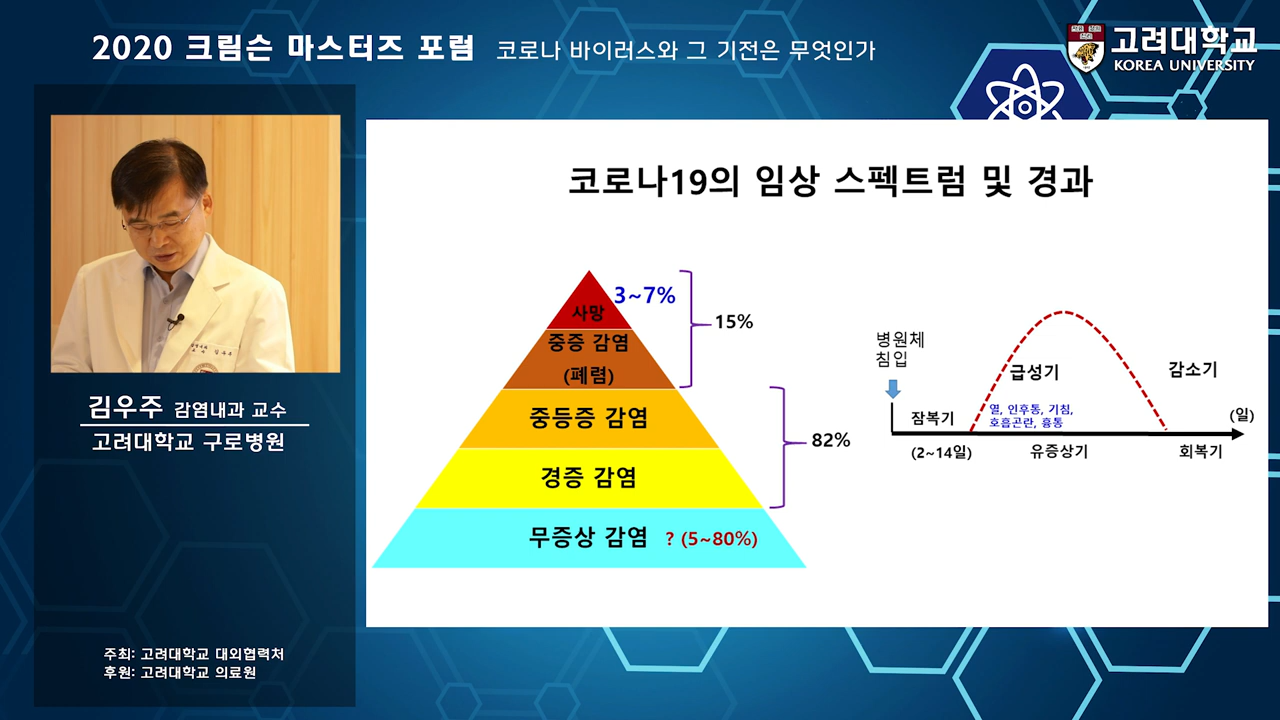 2020 크림슨 마스터즈 포럼 코로나 바이러스와 그 기전은 무엇인가
고려대학교
KOREA UNIVERSITY
김우주 감염내과 교수
고려대학교 구로병원
주최: 고려대학교 대외협력처
후원: 고려대학교 의료원
코로나19의 임상 스펙트럼 및 경과
3~7%
사망
15%
중증 감염
(폐렴)
중등증 감염
82%
경증 감염
무증상 감염 ? (5~80%)
병원체
침입
급성기
감소기
잠복기
열, 인후통, 기침,
호흡곤란, 흉통
(일)
(2~14일)
유증상기
회복기